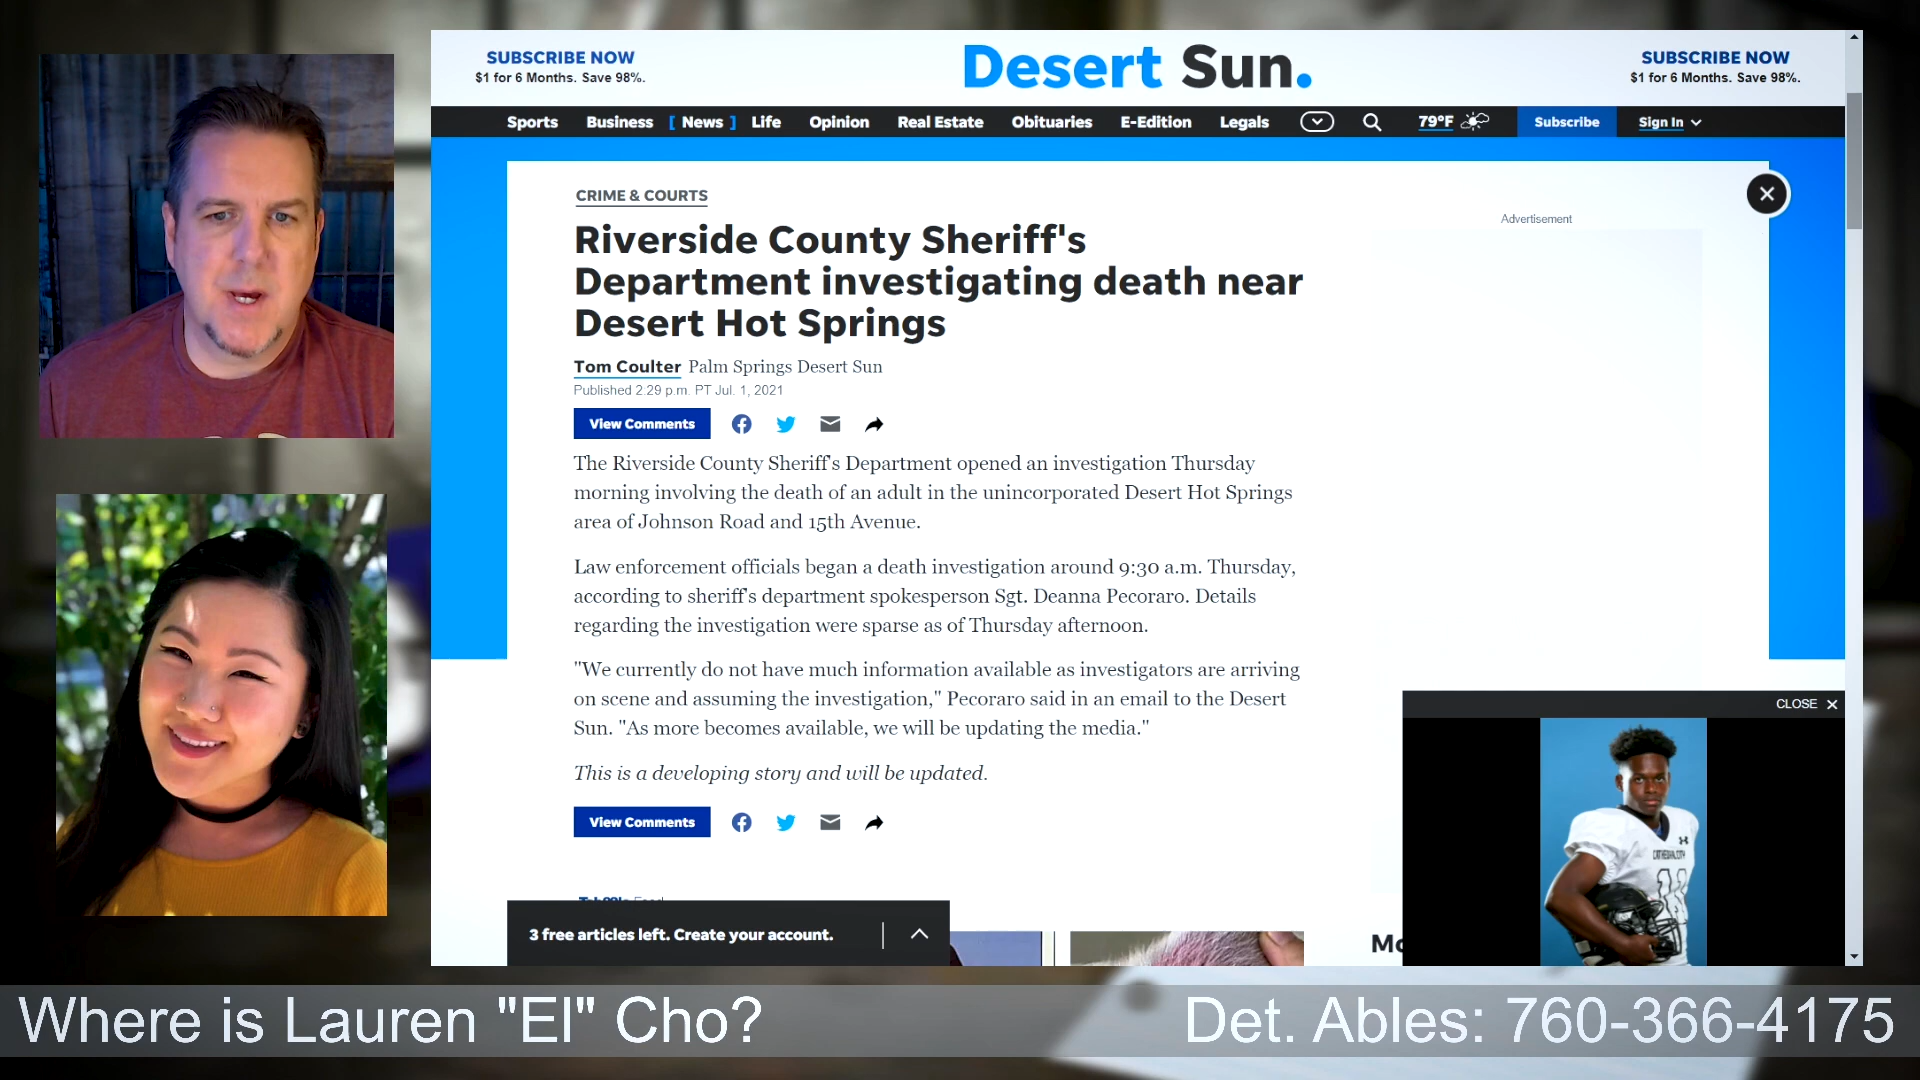 SUBSCRIBE NOW
$1 for 6 Months. Save 98%.
Desert Sun.
SUBSCRIBE NOW
$1 for 6 Months. Save 98%.
Sports Business [ News ] Life Opinion Real Estate Obituaries E-Edition Legals 79°F Subscribe Sign In
CRIME & COURTS
Advertisement
Riverside County Sheriff's
Department investigating death near
Desert Hot Springs
Tom Coulter Palm Springs Desert Sun
Published 2:29 p.m. PT Jul. 1, 2021
View Comments
The Riverside County Sheriff's Department opened an investigation Thursday
morning involving the death of an adult in the unincorporated Desert Hot Springs
area of Johnson Road and 15th Avenue.
Law enforcement officials began a death investigation around 9:30 a.m. Thursday,
according to sheriff's department spokesperson Sgt. Deanna Pecoraro. Details
regarding the investigation were sparse as of Thursday afternoon.
"We currently do not have much information available as investigators are arriving
on scene and assuming the investigation," Pecoraro said in an email to the Desert
Sun. "As more becomes available, we will be updating the media."
This is a developing story and will be updated.
View Comments
CLOSE
CATHEDRAL CITY
11
3 free articles left. Create your account.
Mo
Where is Lauren "El" Cho?
Det. Ables: 760-366-4175